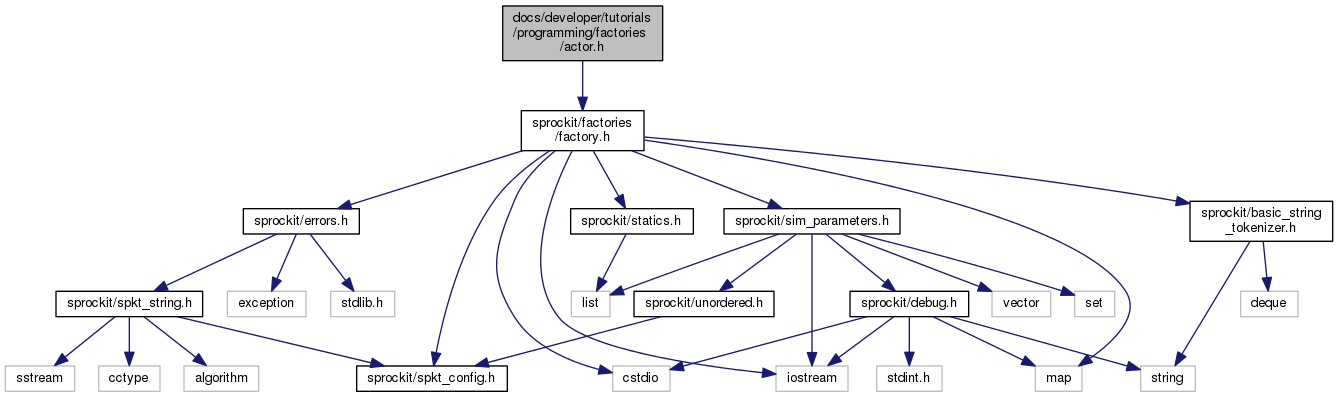 docs/developer/tutorials
/programming/factories
/actor.h
sprockit/factories
/factory.h
sprockit/errors.h
sprockit/statics.h
sprockit/sim_parameters.h
sprockit/basic_string
_tokenizer.h
sprockit/spkt_string.h
exception
stdlib.h
list
sprockit/unordered.h
sprockit/debug.h
vector
set
deque
sstream
cctype
algorithm
sprockit/spkt_config.h
cstdio
iostream
stdint.h
map
string